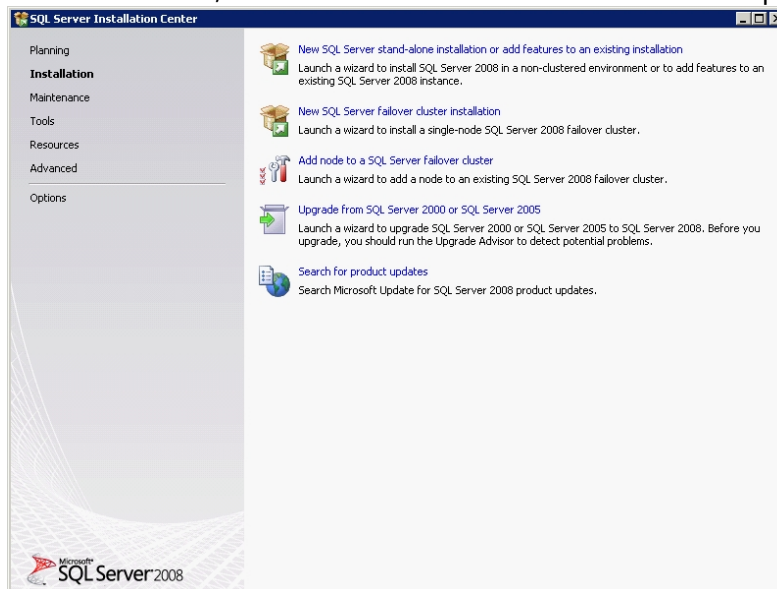 SQL Server Installation Center
Planning
Installation
Maintenance
Tools
Resources
Advanced
Options
New SQL Server stand-alone installation or add features to an existing installation
Launch a wizard to install SQL Server 2008 in a non-clustered environment or to add features to an
existing SQL Server 2008 instance.
New SQL Server failover cluster installation
Launch a wizard to install a single-node SQL Server 2008 failover cluster.
Add node to a SQL Server failover cluster
Launch a wizard to add a node to an existing SQL Server 2008 failover cluster.
Upgrade from SQL Server 2000 or SQL Server 2005
Launch a wizard to upgrade SQL Server 2000 or SQL Server 2005 to SQL Server 2008. Before you
upgrade, you should run the Upgrade Advisor to detect potential problems.
Search for product updates
Search Microsoft Update for SQL Server 2008 product updates.
Microsoft
SQL Server 2008